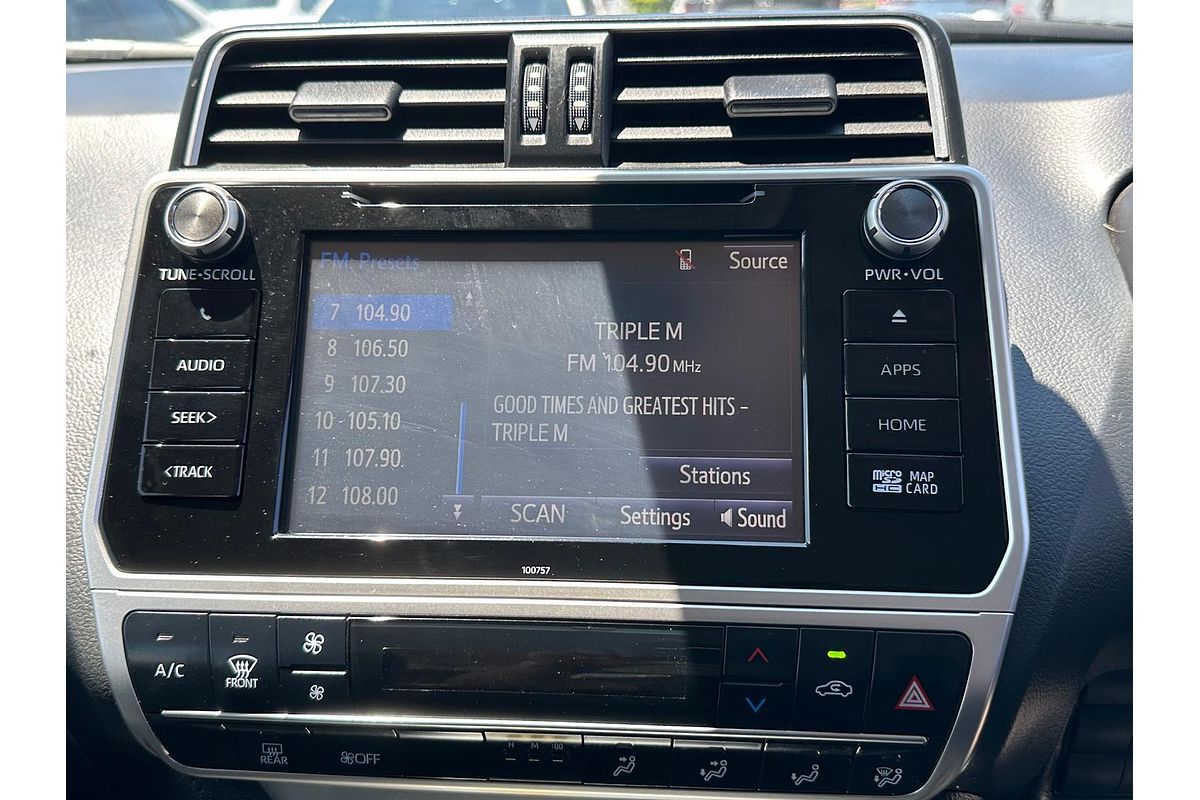 TUNE•SCROLL
PWR•VOL
FM: Presets
Source
7 104.90
8 106.50
9 107.30
10 105.10
11 107.90
12 108.00
TRIPLE M
FM 104.90 MHz
GOOD TIMES AND GREATEST HITS –
TRIPLE M
Stations
SCAN
Settings
Sound
AUDIO
SEEK>
<TRACK
APPS
HOME
micro SD HC MAP CARD
100757
A/C
FRONT
REAR
OFF
H M :00